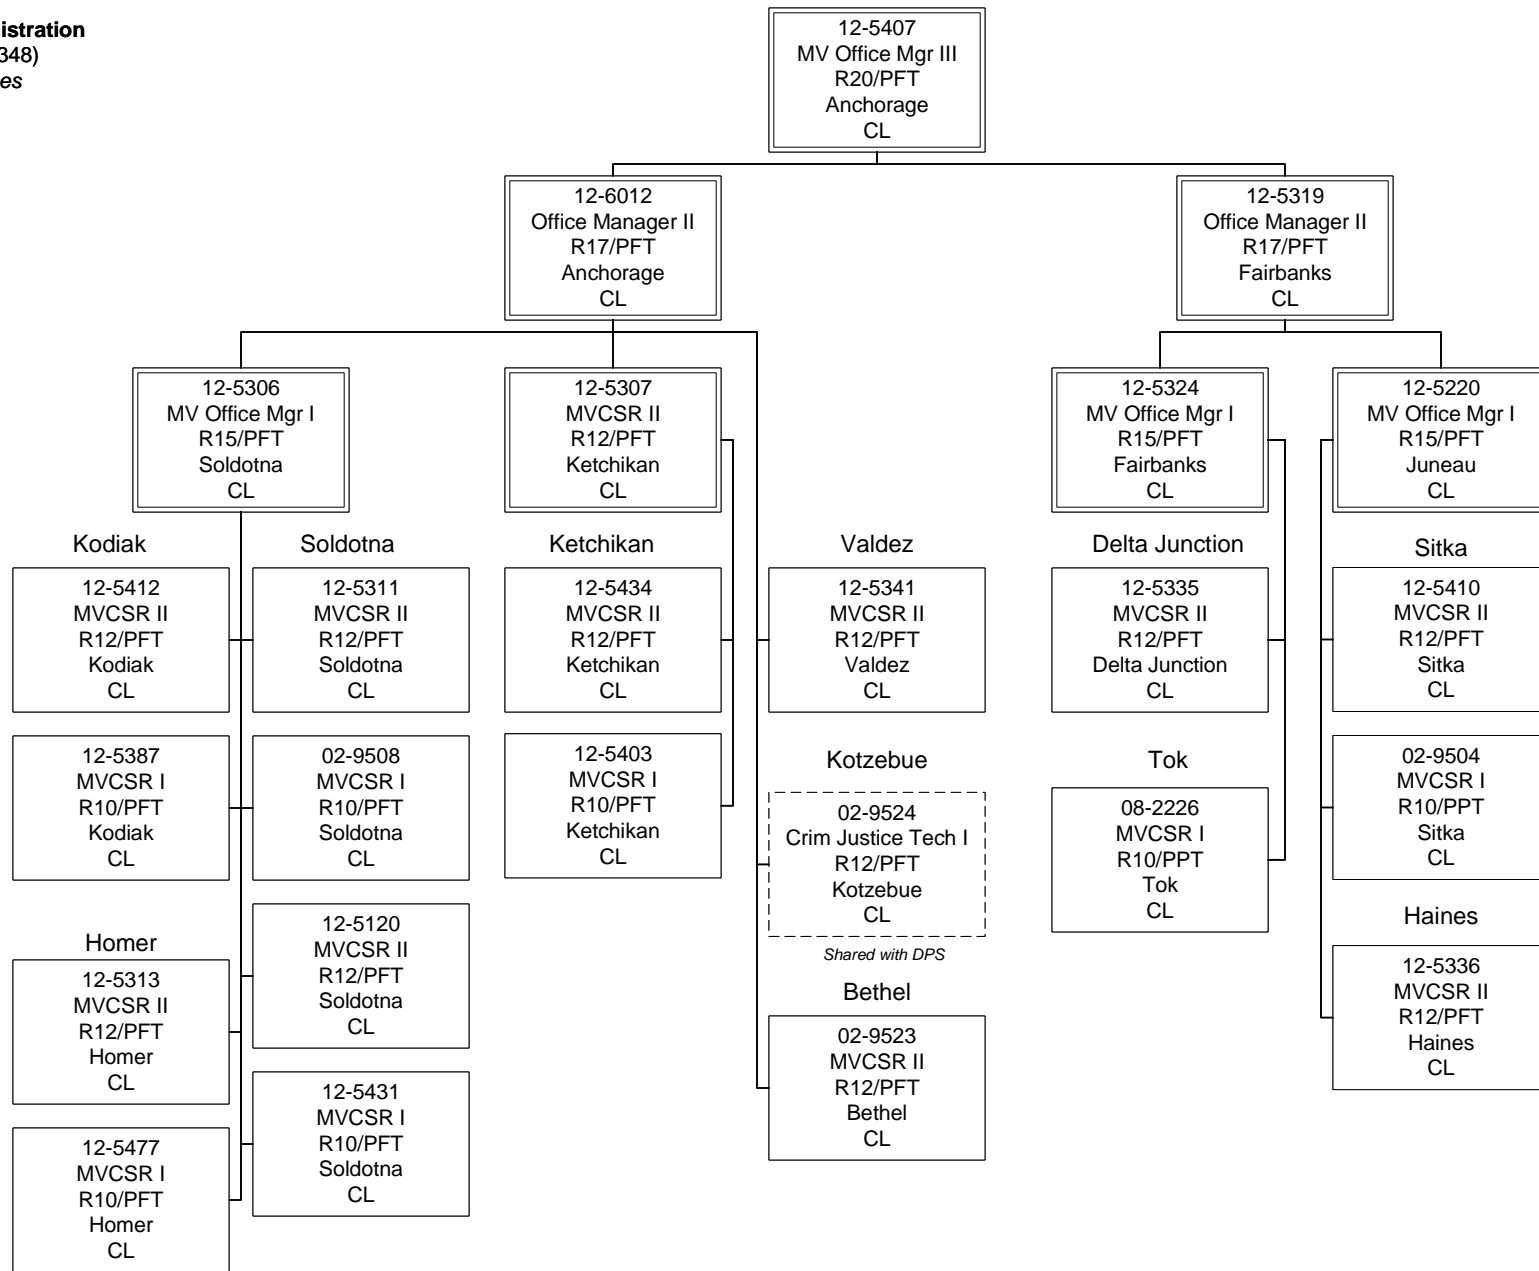 348)
12-5407
MV Office Mgr III
R20/PFT
Anchorage
CL
12-6012
Office Manager II
R17/PFT
Anchorage
CL
12-5319
Office Manager II
R17/PFT
Fairbanks
CL
12-5306
MV Office Mgr I
R15/PFT
Soldotna
CL
12-5307
MVCSR II
R12/PFT
Ketchikan
CL
12-5324
MV Office Mgr I
R15/PFT
Fairbanks
CL
12-5220
MV Office Mgr I
R15/PFT
Juneau
CL
Kodiak
12-5412
MVCSR II
R12/PFT
Kodiak
CL
12-5387
MVCSR I
R10/PFT
Kodiak
CL
Homer
12-5313
MVCSR II
R12/PFT
Homer
CL
12-5477
MVCSR I
R10/PFT
Homer
CL
Soldotna
12-5311
MVCSR II
R12/PFT
Soldotna
CL
02-9508
MVCSR I
R10/PFT
Soldotna
CL
12-5120
MVCSR II
R12/PFT
Soldotna
CL
12-5431
MVCSR I
R10/PFT
Soldotna
CL
Ketchikan
12-5434
MVCSR II
R12/PFT
Ketchikan
CL
12-5403
MVCSR I
R10/PFT
Ketchikan
CL
Valdez
12-5341
MVCSR II
R12/PFT
Valdez
CL
Kotzebue
02-9524
Crim Justice Tech I
R12/PFT
Kotzebue
CL
Shared with DPS
Bethel
02-9523
MVCSR II
R12/PFT
Bethel
CL
Delta Junction
12-5335
MVCSR II
R12/PFT
Delta Junction
CL
Tok
08-2226
MVCSR I
R10/PPT
Tok
CL
Sitka
12-5410
MVCSR II
R12/PFT
Sitka
CL
02-9504
MVCSR I
R10/PPT
Sitka
CL
Haines
12-5336
MVCSR II
R12/PFT
Haines
CL